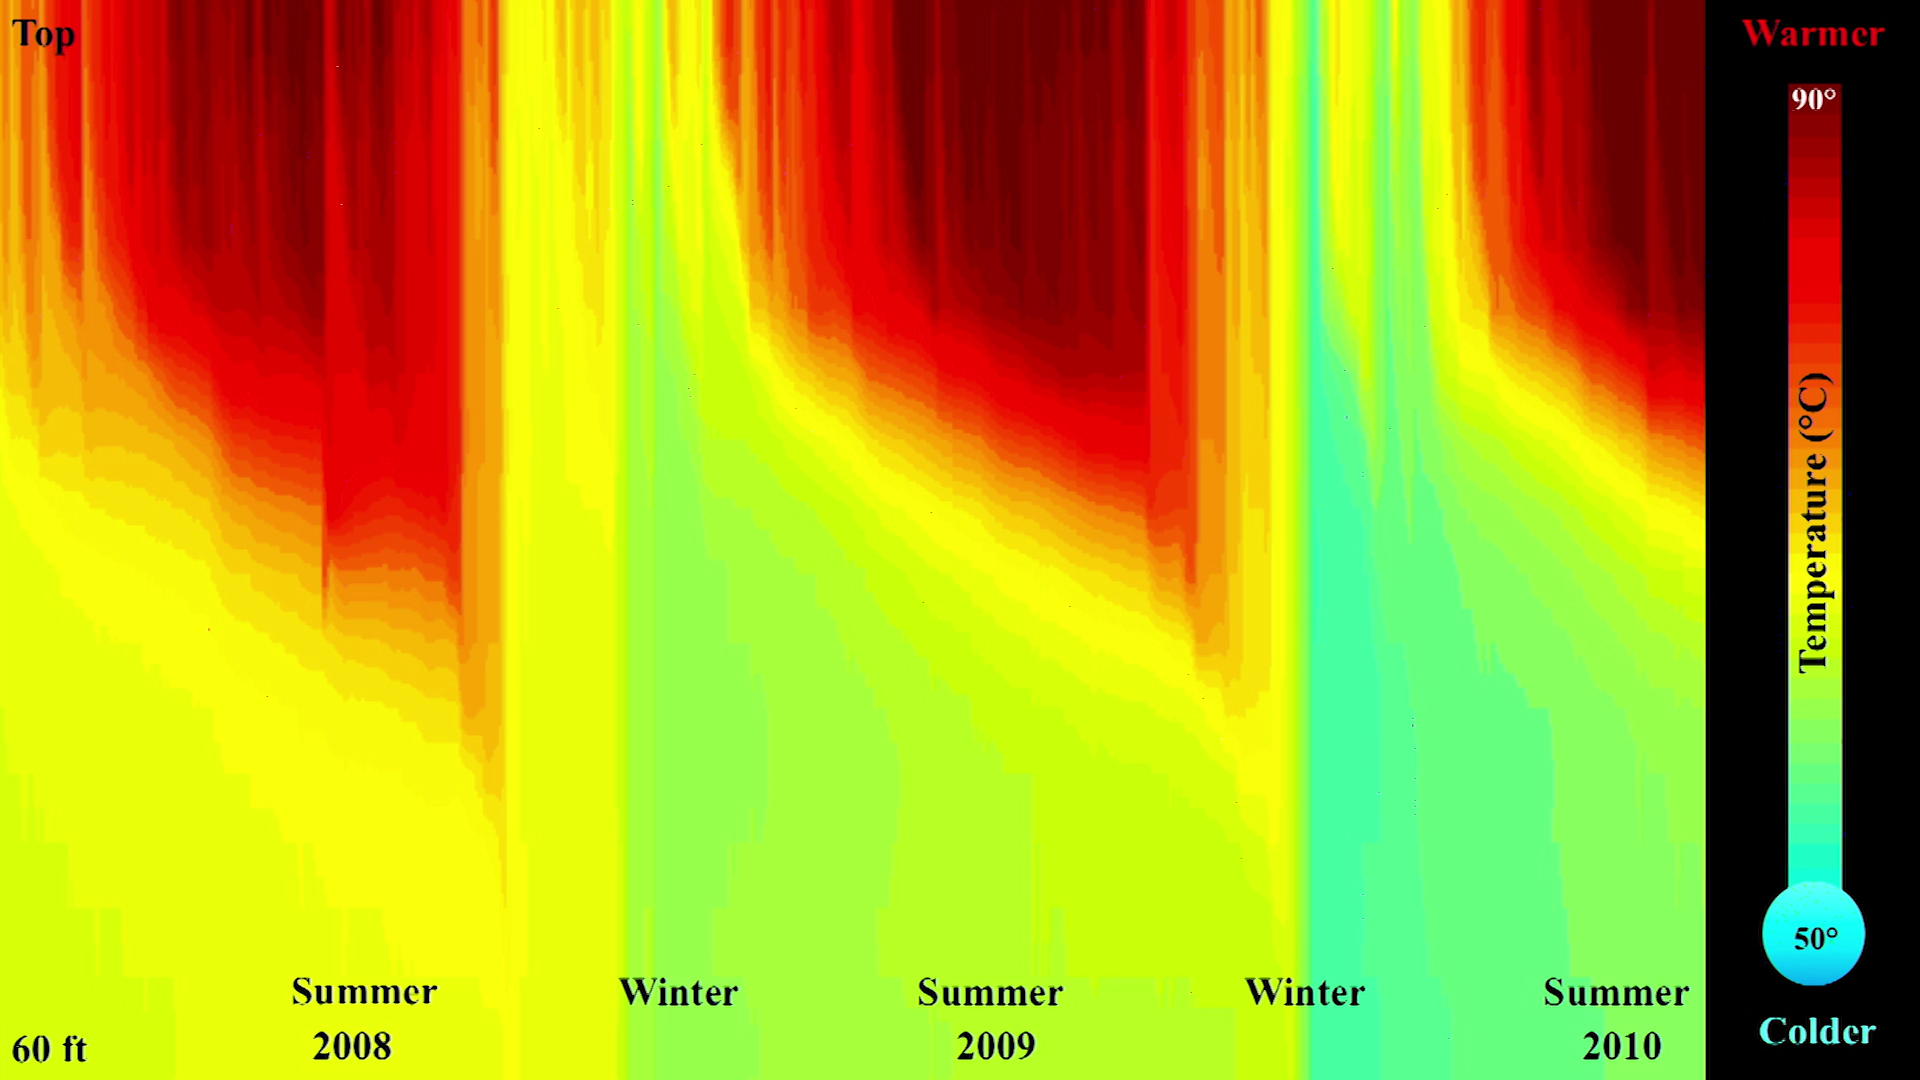 Top
Warmer
90°
Temperature (°C)
50°
Colder
Summer
2008
Winter
Summer
2009
Winter
Summer
2010
60 ft